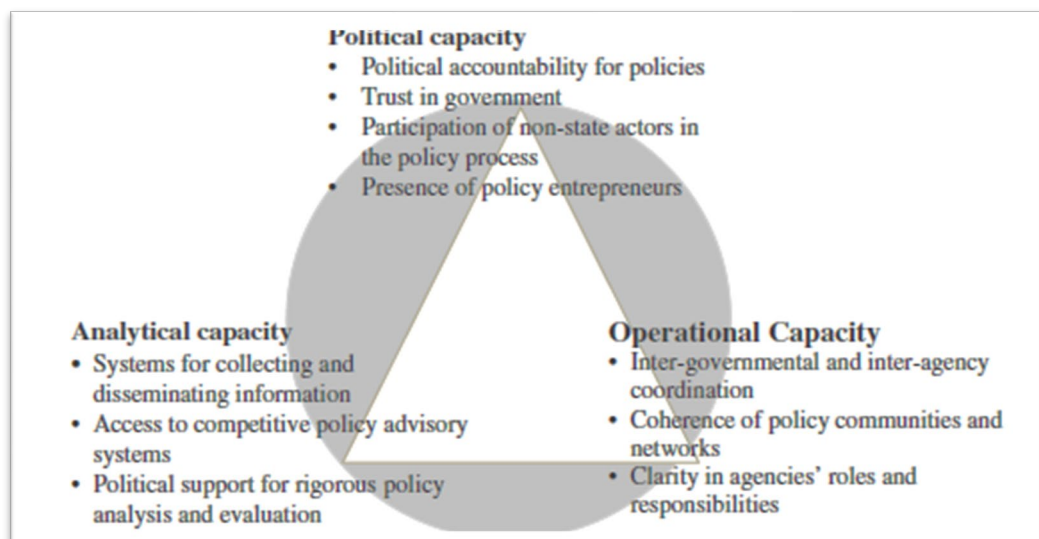 Political capacity
• Political accountability for policies
• Trust in government
• Participation of non-state actors in
the policy process
• Presence of policy entrepreneurs
Analytical capacity
• Systems for collecting and
disseminating information
• Access to competitive policy advisory
systems
• Political support for rigorous policy
analysis and evaluation
Operational Capacity
• Inter-governmental and inter-agency
coordination
• Coherence of policy communities and
networks
• Clarity in agencies’ roles and
responsibilities